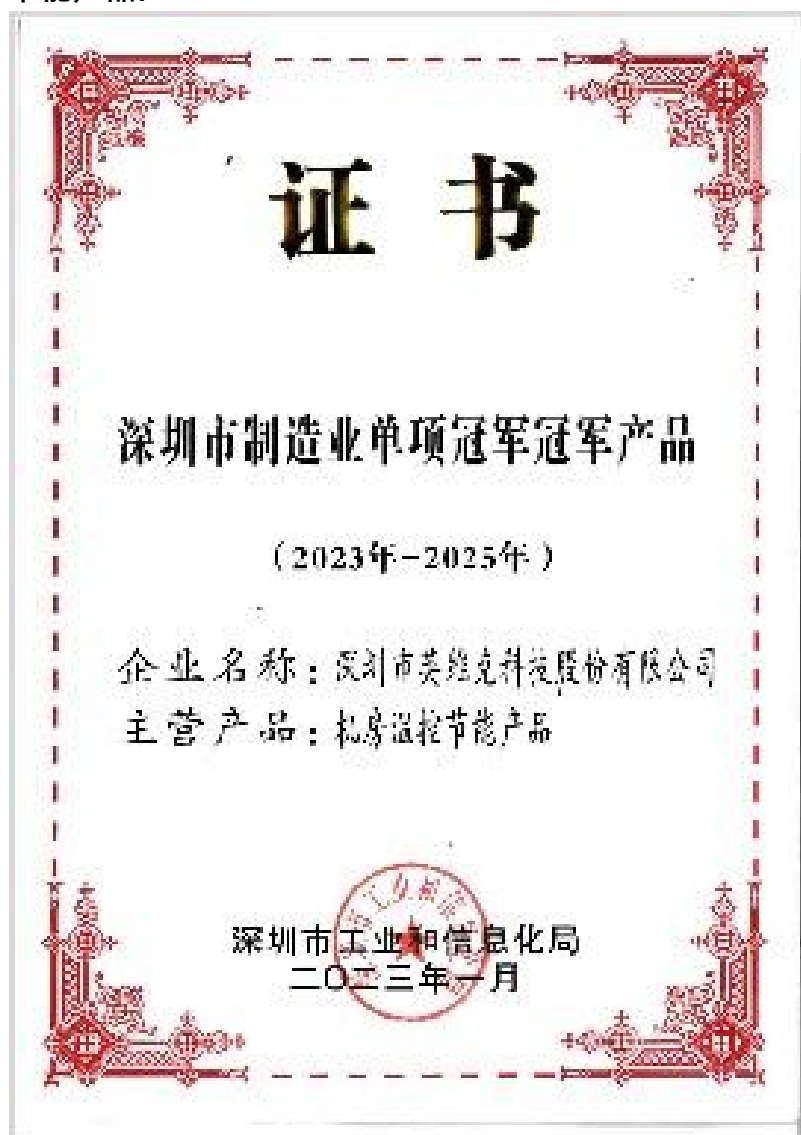 证书
深圳市制造业单项冠军冠军产品
（2023年-2025年）
企业名称：深圳市英维克科技股份有限公司
主营产品：机房温控节能产品
深圳市工业和信息化局
二〇二三年一月